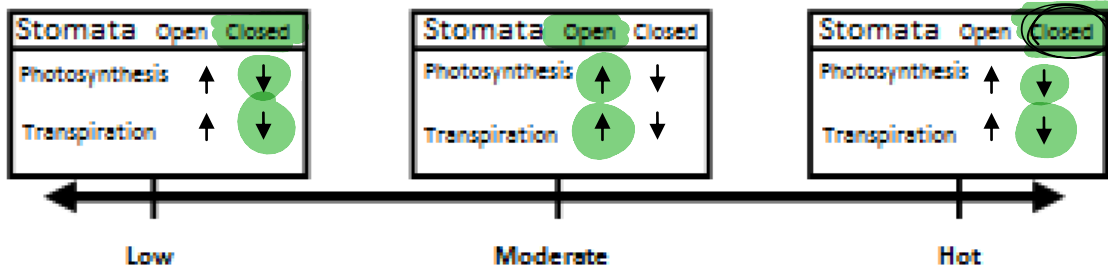 Stomata Open Closed
Photosynthesis ↑ ↓
Transpiration ↑ ↓
Stomata Open Closed
Photosynthesis ↑ ↓
Transpiration ↑ ↓
Stomata Open Closed
Photosynthesis ↑ ↓
Transpiration ↑ ↓
Low Moderate Hot